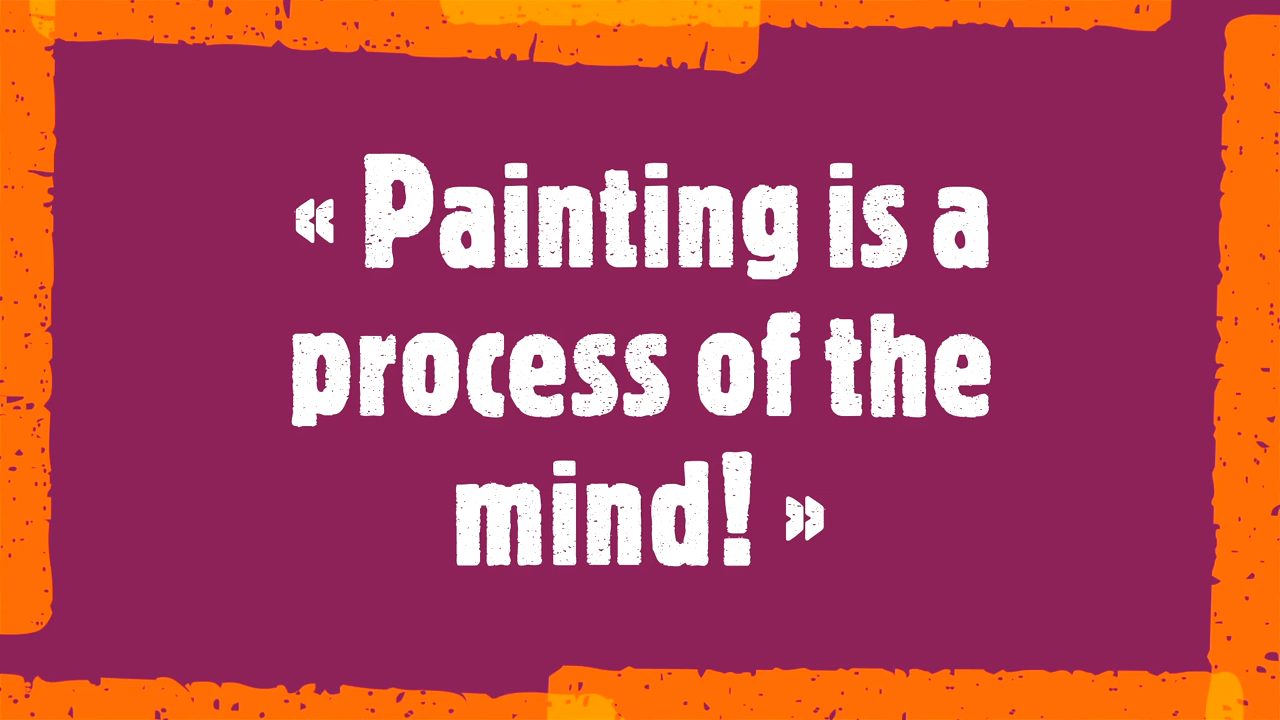 « Painting is a
process of the
mind! »